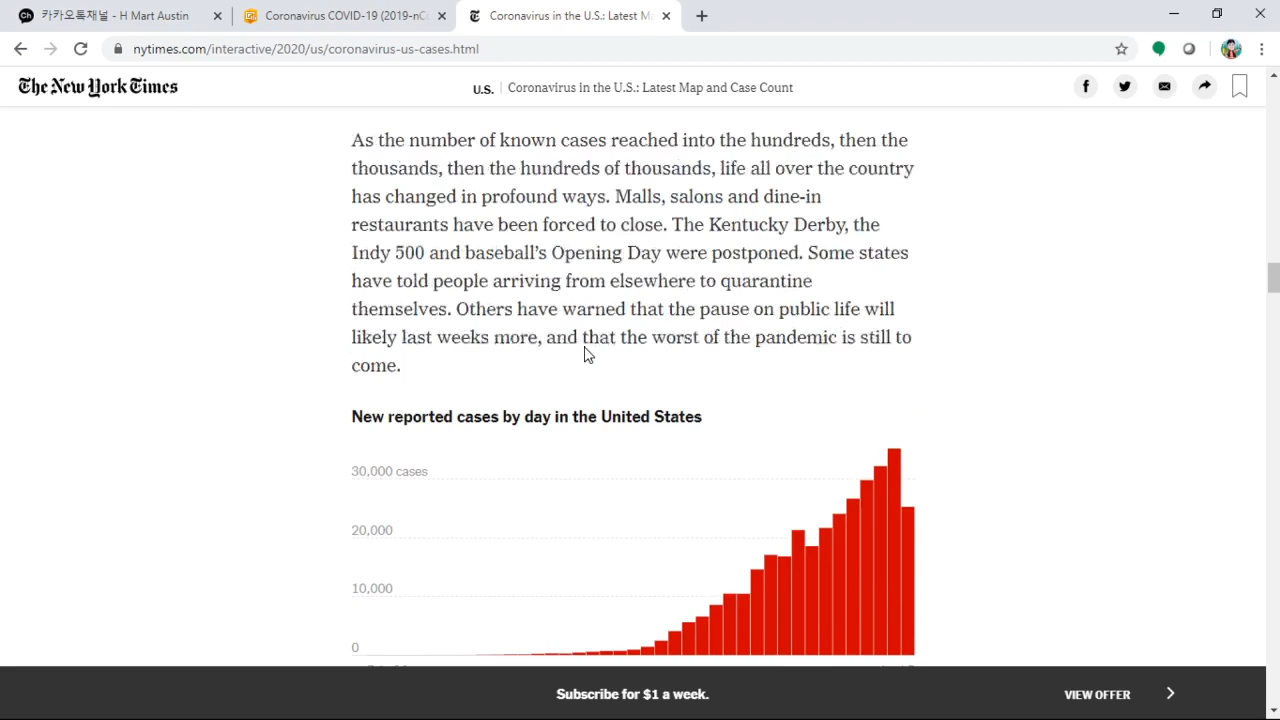 카카오톡채널 - H Mart Austin
Coronavirus COVID-19 (2019-nCo
Coronavirus in the U.S.: Latest Ma
nytimes.com/interactive/2020/us/coronavirus-us-cases.html
The New York Times
U.S. Coronavirus in the U.S.: Latest Map and Case Count
As the number of known cases reached into the hundreds, then the
thousands, then the hundreds of thousands, life all over the country
has changed in profound ways. Malls, salons and dine-in
restaurants have been forced to close. The Kentucky Derby, the
Indy 500 and baseball’s Opening Day were postponed. Some states
have told people arriving from elsewhere to quarantine
themselves. Others have warned that the pause on public life will
likely last weeks more, and that the worst of the pandemic is still to
come.
New reported cases by day in the United States
30,000 cases
20,000
10,000
0
Subscribe for $1 a week.
VIEW OFFER